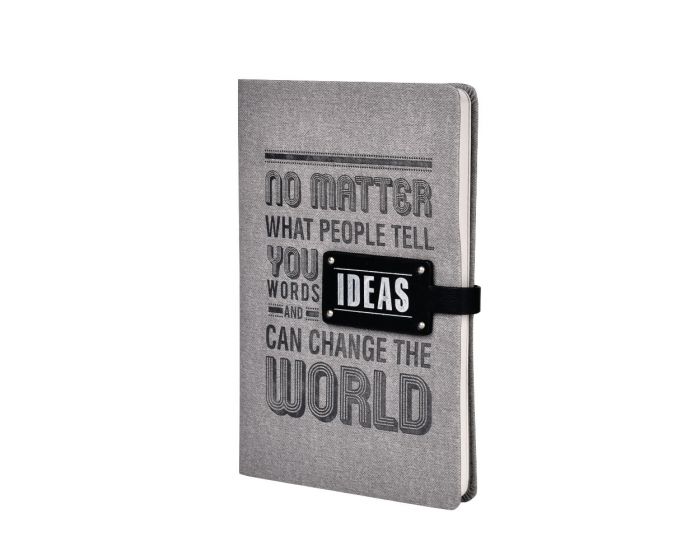 NO MATTER
WHAT PEOPLE TELL
YOU
WORDS
AND
IDEAS
CAN CHANGE THE
WORLD